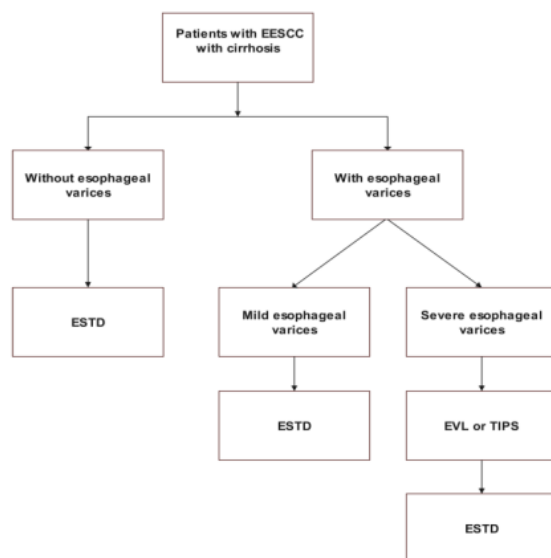 Patients with EESCC
with cirrhosis
Without esophageal
varices
With esophageal
varices
ESTD
Mild esophageal
varices
Severe esophageal
varices
ESTD
EVL or TIPS
ESTD